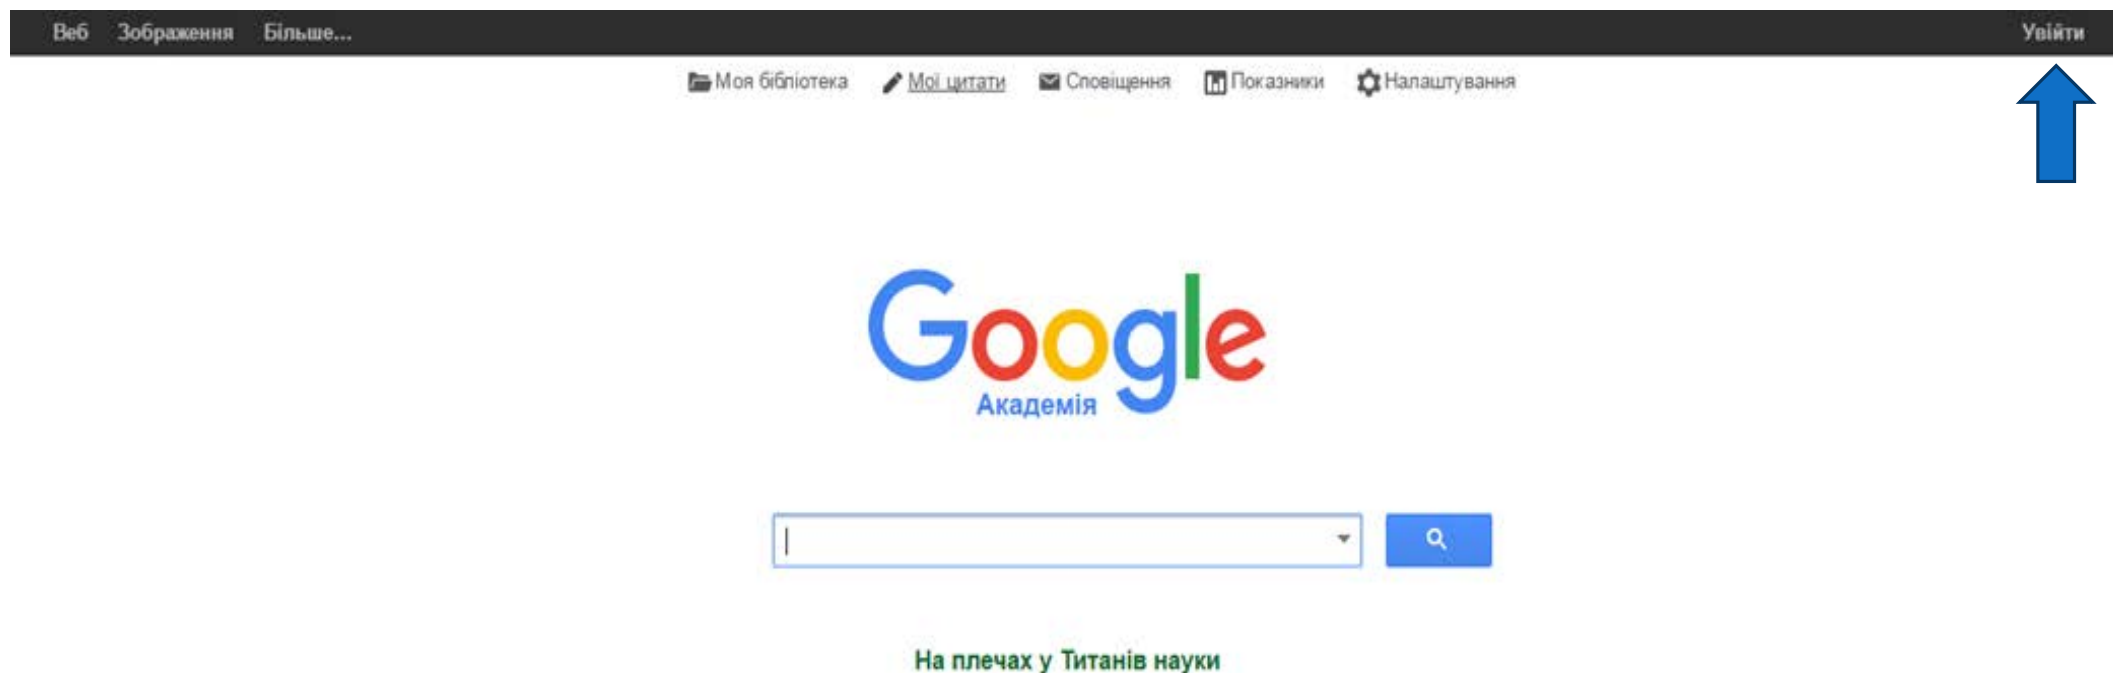 Веб Зображення Більше... Увійти
Моя бібліотека Мої цитати Сповіщення Показники Налаштування
Google
Академія
На плечах у Титанів науки